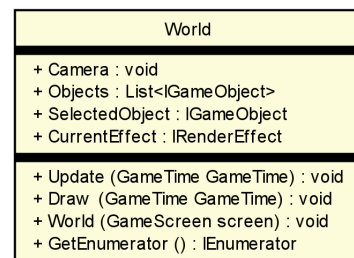 World
+ Camera : void
+ Objects : List<IGameObject>
+ SelectedObject : IGameObject
+ CurrentEffect : IRenderEffect
+ Update (GameTime GameTime) : void
+ Draw (GameTime GameTime) : void
+ World (GameScreen screen) : void
+ GetEnumerator () : IEnumerator